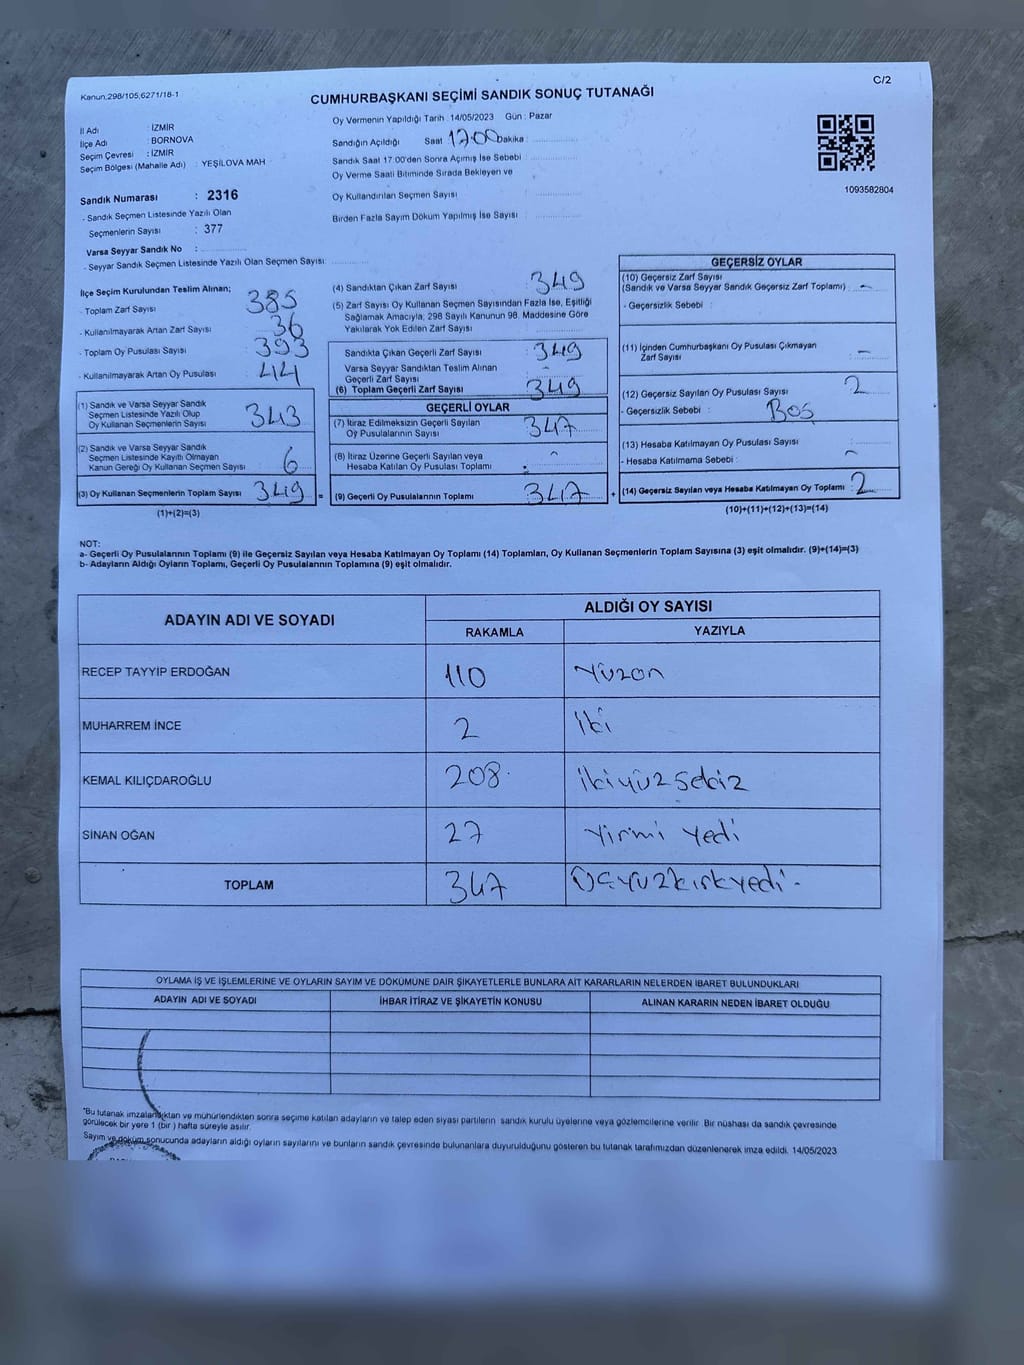 Kanun.298/105,6271/18-1
C/2
CUMHURBAŞKANI SEÇİMİ SANDIK SONUÇ TUTANAĞI
İl Adı : İZMİR
İlçe Adı : BORNOVA
Seçim Çevresi : İZMİR
Seçim Bölgesi (Mahalle Adı) : YEŞİLOVA MAH
Sandık Numarası : 2316
- Sandık Seçmen Listesinde Yazılı Olan
Seçmenlerin Sayısı : 377
Varsa Seyyar Sandık No :
- Seyyar Sandık Seçmen Listesinde Yazılı Olan Seçmen Sayısı:
Oy Vermenin Yapıldığı Tarih : 14/05/2023 Gün : Pazar
Sandığın Açıldığı Saat 17.00 Dakika :
Sandık Saat 17.00'den Sonra Açımış İse Sebebi
Oy Verme Saati Bitiminde Sırada Bekleyen ve
Oy Kullandırılan Seçmen Sayısı
Birden Fazla Sayım Döküm Yapılmış İse Sayısı :
1093582804
İlçe Seçim Kurulundan Teslim Alınan;
- Toplam Zarf Sayısı : 385
- Kullanılmayarak Artan Zarf Sayısı : 36
- Toplam Oy Pusulası Sayısı : 393
- Kullanılmayarak Artan Oy Pusulası : 44
(1) Sandık ve Varsa Seyyar Sandık
Seçmen Listesinde Yazılı Olup
Oy Kullanan Seçmenlerin Sayısı : 343
(2) Sandık ve Varsa Seyyar Sandık
Seçmen Listesinde Kayıtlı Olmayan
Kanun Gereği Oy Kullanan Seçmen Sayısı : 6
(3) Oy Kullanan Seçmenlerin Toplam Sayısı : 349
(1)+(2)=(3)
(4) Sandıktan Çıkan Zarf Sayısı : 349
(5) Zarf Sayısı Oy Kullanan Seçmen Sayısından Fazla İse, Eşitliği
Sağlamak Amacıyla; 298 Sayılı Kanunun 98. Maddesine Göre
Yakılarak Yok Edilen Zarf Sayısı :
Sandıkta Çıkan Geçerli Zarf Sayısı : 349
Varsa Seyyar Sandıktan Teslim Alınan
Geçerli Zarf Sayısı : -
(6) Toplam Geçerli Zarf Sayısı : 349
GEÇERLİ OYLAR
(7) İtiraz Edilmeksizin Geçerli Sayılan
Oy Pusulalarının Sayısı : 347
(8) İtiraz Üzerine Geçerli Sayılan veya
Hesaba Katılan Oy Pusulası Toplamı : -
= (9) Geçerli Oy Pusulalarının Toplamı : 347
GEÇERSİZ OYLAR
(10) Geçersiz Zarf Sayısı
(Sandık ve Varsa Seyyar Sandık Geçersiz Zarf Toplamı) : -
- Geçersizlik Sebebi :
(11) İçinden Cumhurbaşkanı Oy Pusulası Çıkmayan
Zarf Sayısı : -
(12) Geçersiz Sayılan Oy Pusulası Sayısı : 2
- Geçersizlik Sebebi : Boş
(13) Hesaba Katılmayan Oy Pusulası Sayısı :
- Hesaba Katılmama Sebebi : -
+ (14) Geçersiz Sayılan veya Hesaba Katılmayan Oy Toplamı : 2
(10)+(11)+(12)+(13)=(14)
NOT:
a- Geçerli Oy Pusulalarının Toplamı (9) ile Geçersiz Sayılan veya Hesaba Katılmayan Oy Toplamı (14) Toplamları, Oy Kullanan Seçmenlerin Toplam Sayısına (3) eşit olmalıdır. (9)+(14)=(3)
b- Adayların Aldığı Oyların Toplamı, Geçerli Oy Pusulalarının Toplamına (9) eşit olmalıdır.
ADAYIN ADI VE SOYADI
ALDIĞI OY SAYISI
RAKAMLA YAZIYLA
RECEP TAYYİP ERDOĞAN 110 Yüzon
MUHARREM İNCE 2 İki
KEMAL KILIÇDAROĞLU 208 ikiyüzsekiz
SİNAN OĞAN 27 Yirmi yedi
TOPLAM 347 Üçyüzkırkyedi -
OYLAMA İŞ VE İŞLEMLERİNE VE OYLARIN SAYIM VE DÖKÜMÜNE DAİR ŞİKAYETLERLE BUNLARA AİT KARARLARIN NELERDEN İBARET BULUNDUKLARI
ADAYIN ADI VE SOYADI İHBAR İTİRAZ VE ŞİKAYETİN KONUSU ALINAN KARARIN NEDEN İBARET OLDUĞU
*Bu tutanak imzalandıktan ve mühürlendikten sonra seçime katılan adayların ve talep eden siyasi partilerin sandık kurulu üyelerine veya gözlemcilerine verilir. Bir nüshası da sandık çevresinde
görülecek bir yere 1 (bir ) hafta süreyle asılır.
Sayım ve döküm sonucunda adayların aldığı oyların sayılarını ve bunların sandık çevresinde bulunanlara duyurulduğunu gösteren bu tutanak tarafımızdan düzenlenerek imza edildi. 14/05/2023